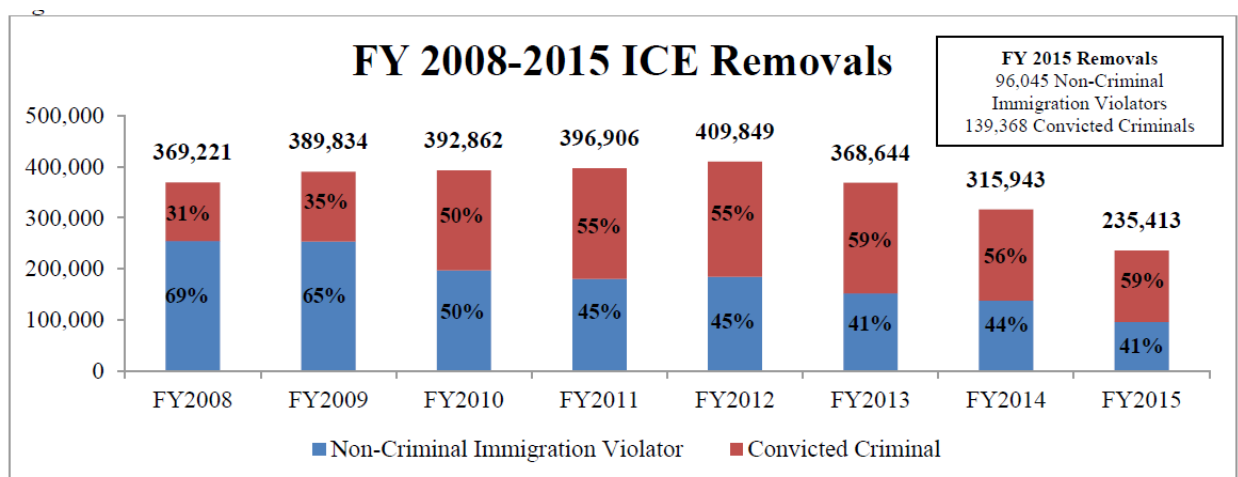 FY 2008-2015 ICE Removals
FY 2015 Removals
96,045 Non-Criminal
Immigration Violators
139,368 Convicted Criminals
500,000
400,000
300,000
200,000
100,000
0
369,221
389,834
392,862
396,906
409,849
368,644
315,943
235,413
31%
35%
50%
55%
55%
59%
56%
59%
69%
65%
50%
45%
45%
41%
44%
41%
FY2008
FY2009
FY2010
FY2011
FY2012
FY2013
FY2014
FY2015
Non-Criminal Immigration Violator
Convicted Criminal